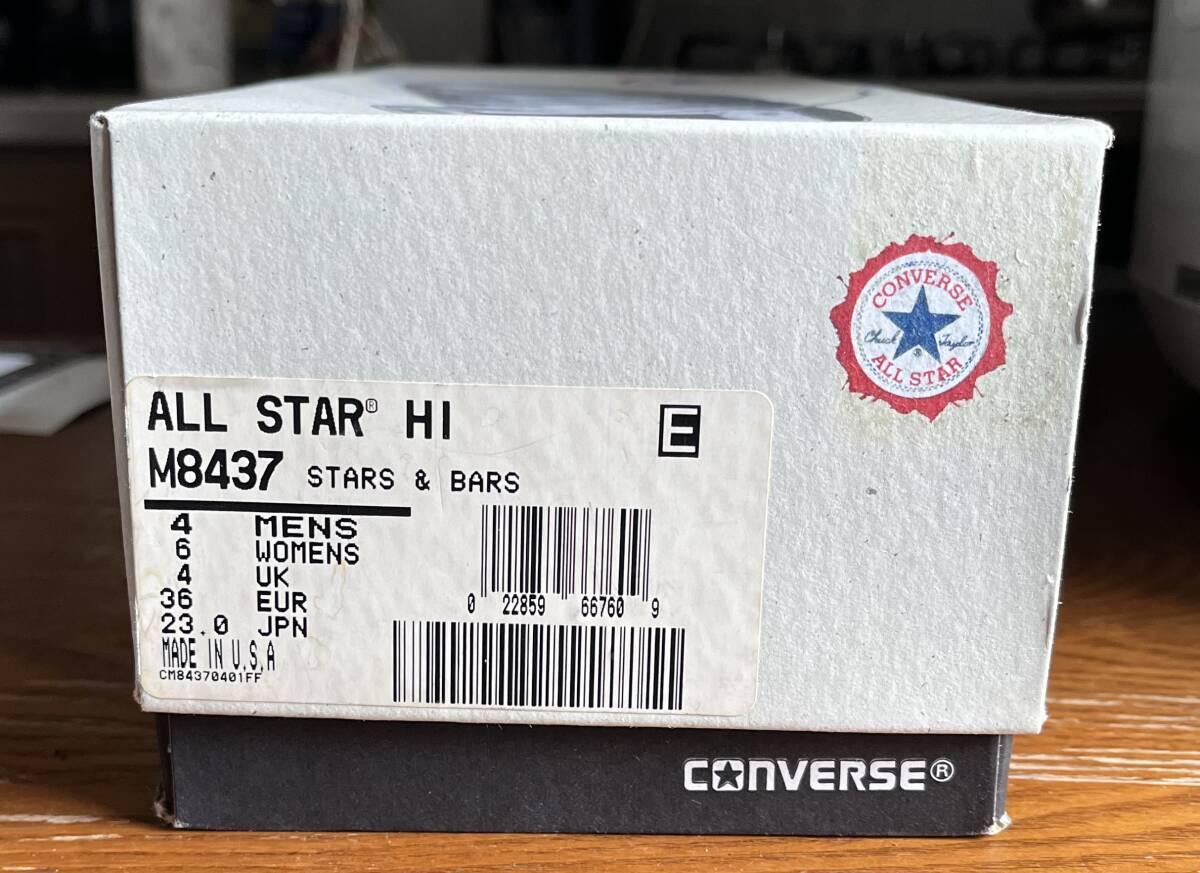 CONVERSE
Chuck Taylor
®
ALL STAR
ALL STAR® HI
E
M8437 STARS & BARS
4 MENS
6 WOMENS
4 UK
36 EUR
23.0 JPN
MADE IN U.S.A
CM84370401FF
0 22859 66760 9
CONVERSE®